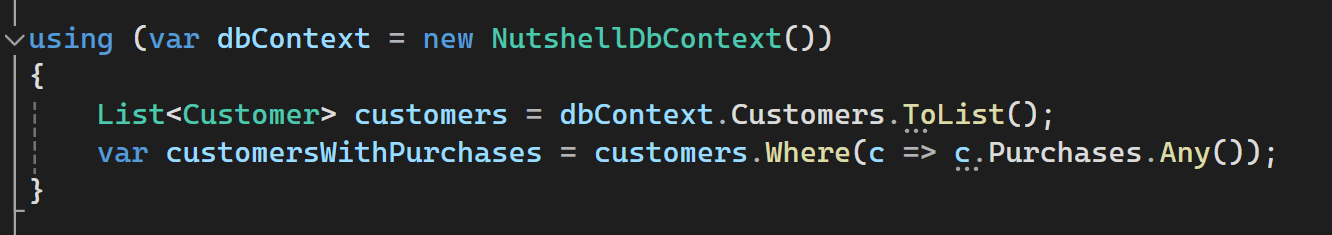 using (var dbContext = new NutshellDbContext())
{
    List<Customer> customers = dbContext.Customers.ToList();
    var customersWithPurchases = customers.Where(c => c.Purchases.Any());
}